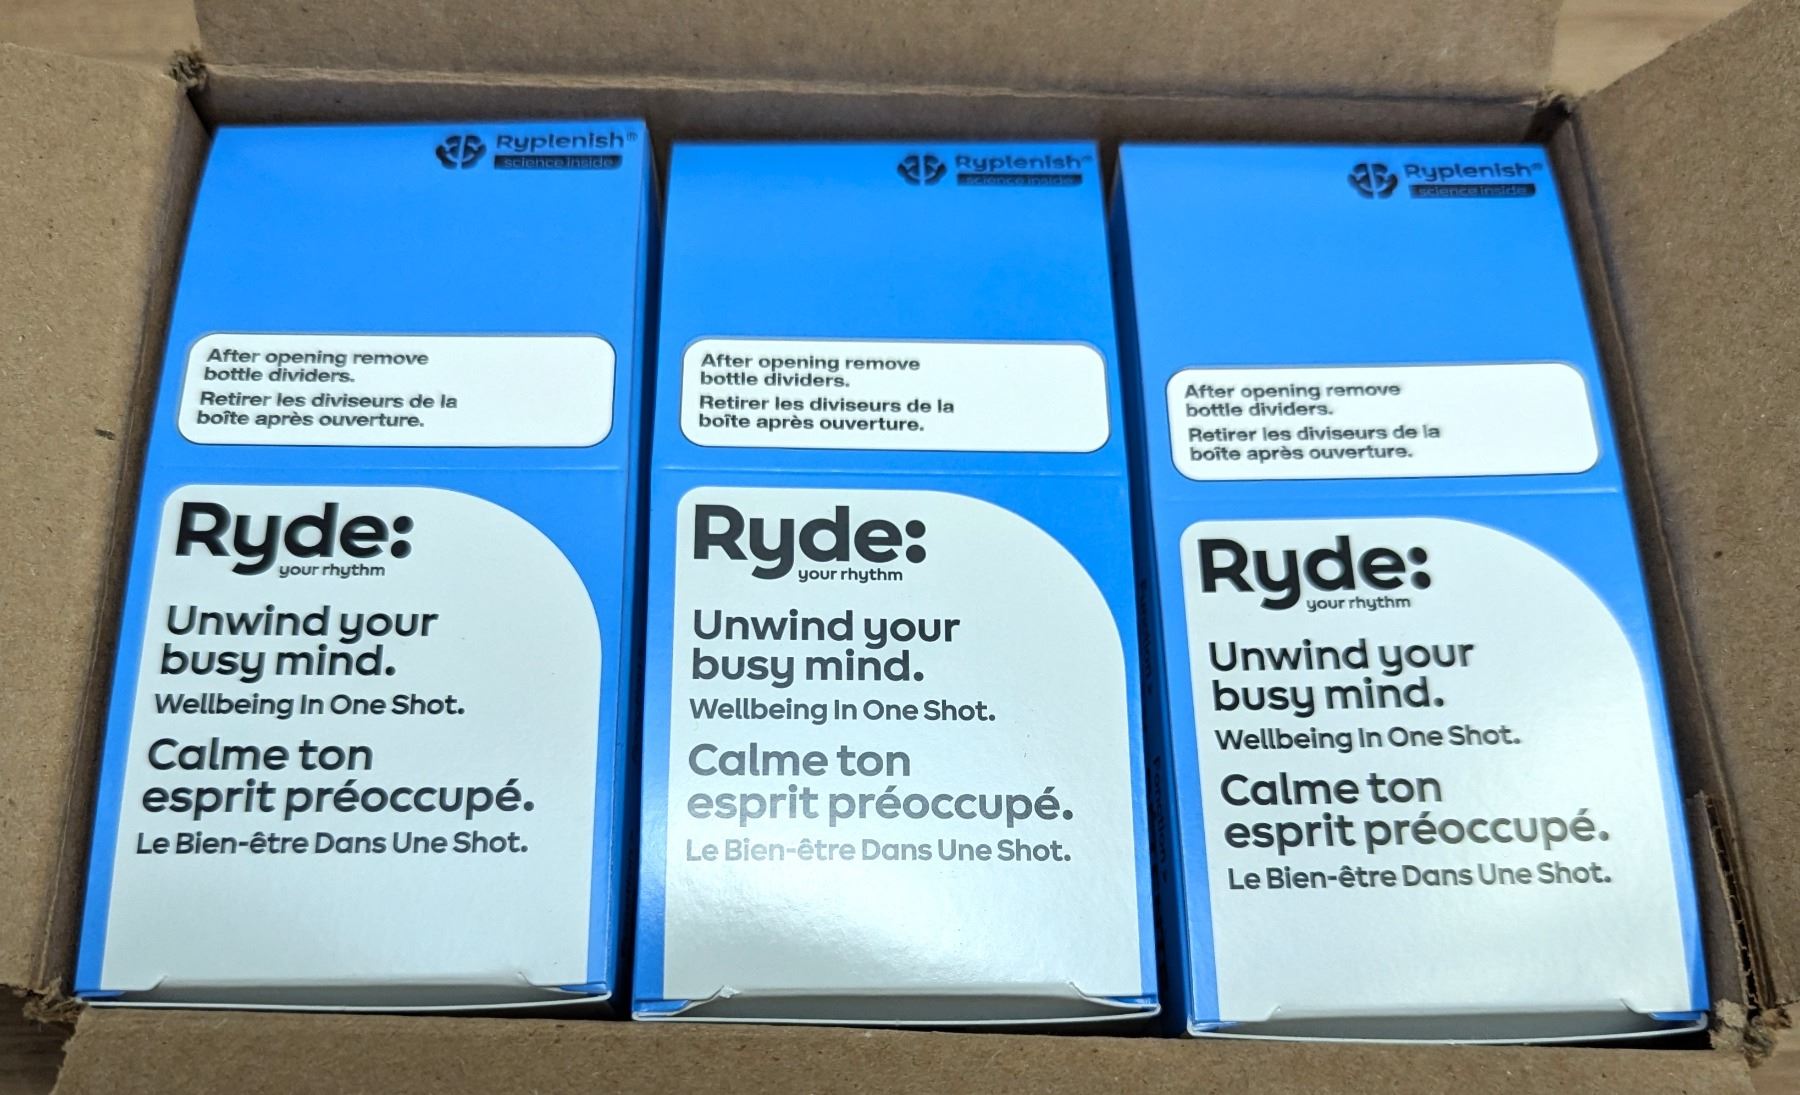 Ryplenish®
science inside
After opening remove
bottle dividers.
Retirer les diviseurs de la
boîte après ouverture.
Ryde:
your rhythm
Unwind your
busy mind.
Wellbeing In One Shot.
Calme ton
esprit préoccupé.
Le Bien-être Dans Une Shot.
Ryplenish®
science inside
After opening remove
bottle dividers.
Retirer les diviseurs de la
boîte après ouverture.
Ryde:
your rhythm
Unwind your
busy mind.
Wellbeing In One Shot.
Calme ton
esprit préoccupé.
Le Bien-être Dans Une Shot.
Ryplenish®
science inside
After opening remove
bottle dividers.
Retirer les diviseurs de la
boîte après ouverture.
Ryde:
your rhythm
Unwind your
busy mind.
Wellbeing In One Shot.
Calme ton
esprit préoccupé.
Le Bien-être Dans Une Shot.